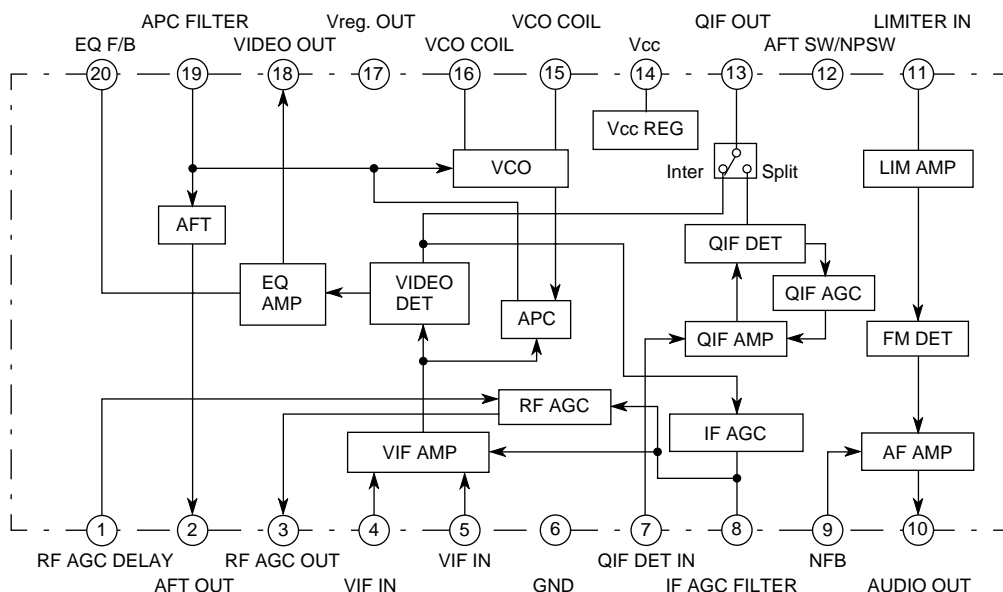 APC FILTER Vreg. OUT VCO COIL QIF OUT LIMITER IN
EQ F/B VIDEO OUT VCO COIL Vcc AFT SW/NPSW
20 19 18 17 16 15 14 13 12 11
Vcc REG
VCO
Inter Split
LIM AMP
AFT
QIF DET
EQ AMP
VIDEO DET
QIF AGC
APC
QIF AMP
FM DET
RF AGC
IF AGC
VIF AMP
AF AMP
1 2 3 4 5 6 7 8 9 10
RF AGC DELAY RF AGC OUT VIF IN QIF DET IN NFB
AFT OUT VIF IN GND IF AGC FILTER AUDIO OUT